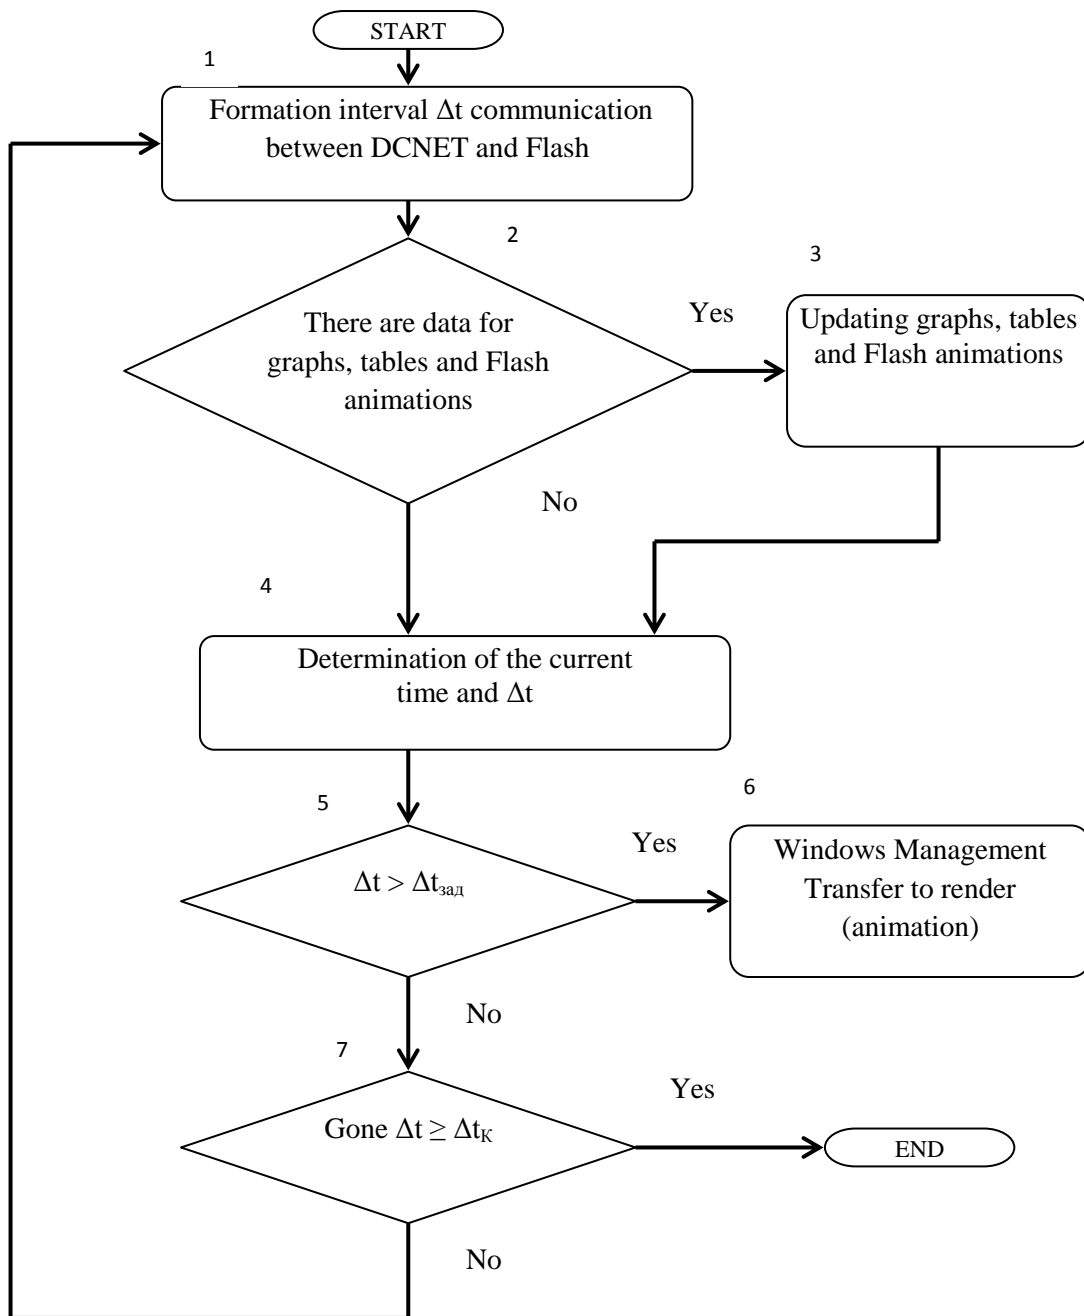 START
1
Formation interval Δt communication
between DCNET and Flash
2
There are data for
graphs, tables and Flash
animations
Yes
3
Updating graphs, tables
and Flash animations
No
4
Determination of the current
time and Δt
5
Δt > Δtзад
Yes
6
Windows Management
Transfer to render
(animation)
No
7
Gone Δt ≥ ΔtК
Yes
END
No